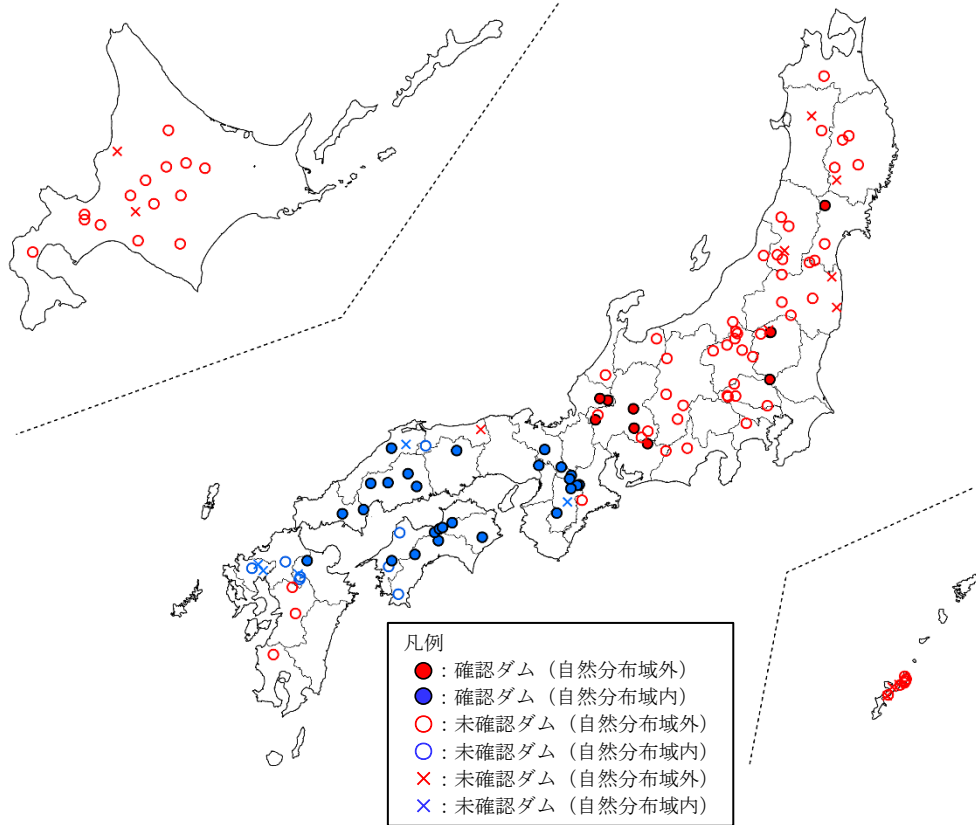 凡例
：確認ダム（自然分布域外）
：確認ダム（自然分布域内）
：未確認ダム（自然分布域外）
：未確認ダム（自然分布域内）
：未確認ダム（自然分布域外）
：未確認ダム（自然分布域内）